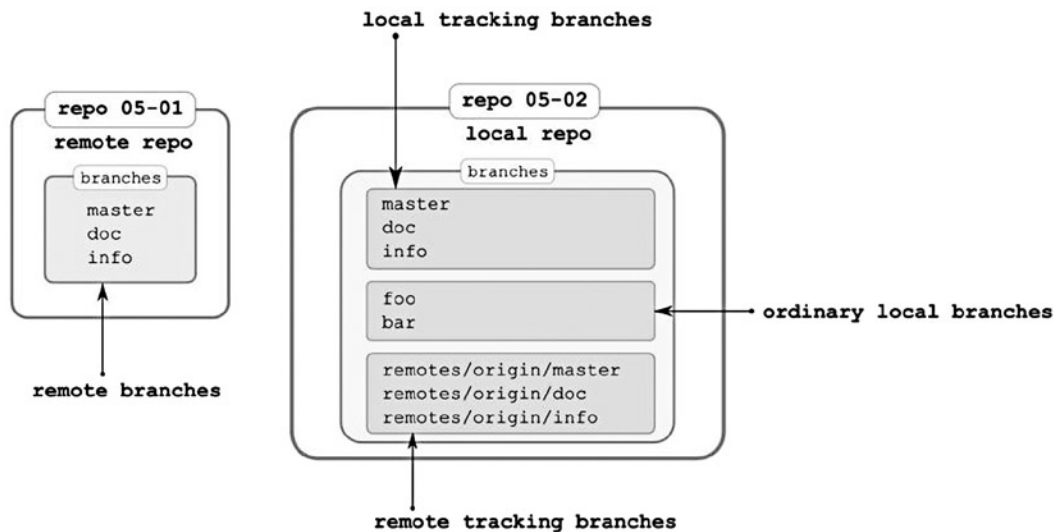 local tracking branches
repo 05-01
remote repo
branches
master
doc
info
remote branches
repo 05-02
local repo
branches
master
doc
info
foo
bar
ordinary local branches
remotes/origin/master
remotes/origin/doc
remotes/origin/info
remote tracking branches